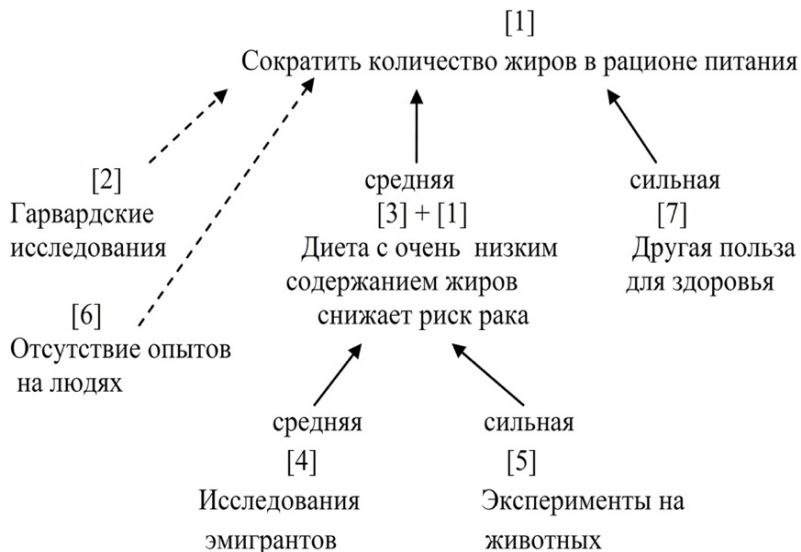 [1]
Сократить количество жиров в рационе питания
[2]
Гарвардские
исследования
средняя
[3] + [1]
Диета с очень низким
содержанием жиров
снижает риск рака
сильная
[7]
Другая польза
для здоровья
[6]
Отсутствие опытов
на людях
средняя
[4]
Исследования
эмигрантов
сильная
[5]
Эксперименты на
животных